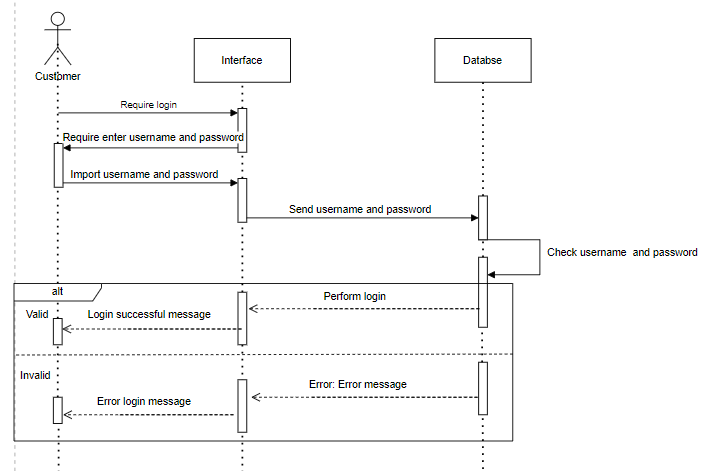 Customer
Interface
Databse
Require login
Require enter username and password
Import username and password
Send username and password
Check username  and password
alt
Perform login
Valid
Login successful message
Invalid
Error: Error message
Error login message